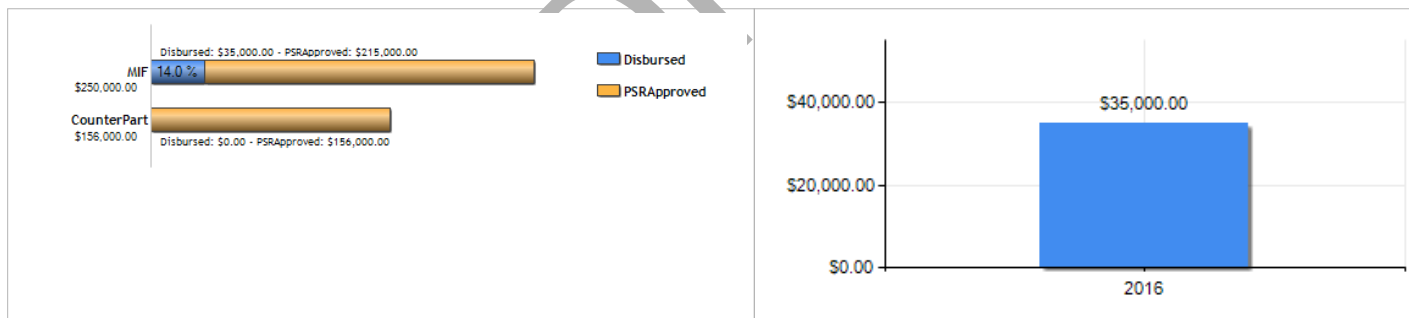 Disbursed: $35,000.00 - PSRApproved: $215,000.00
MIF
14.0 %
$250,000.00
CounterPart
$156,000.00
Disbursed: $0.00 - PSRApproved: $156,000.00
Disbursed
PSRApproved
$40,000.00
$35,000.00
$20,000.00
$0.00
2016